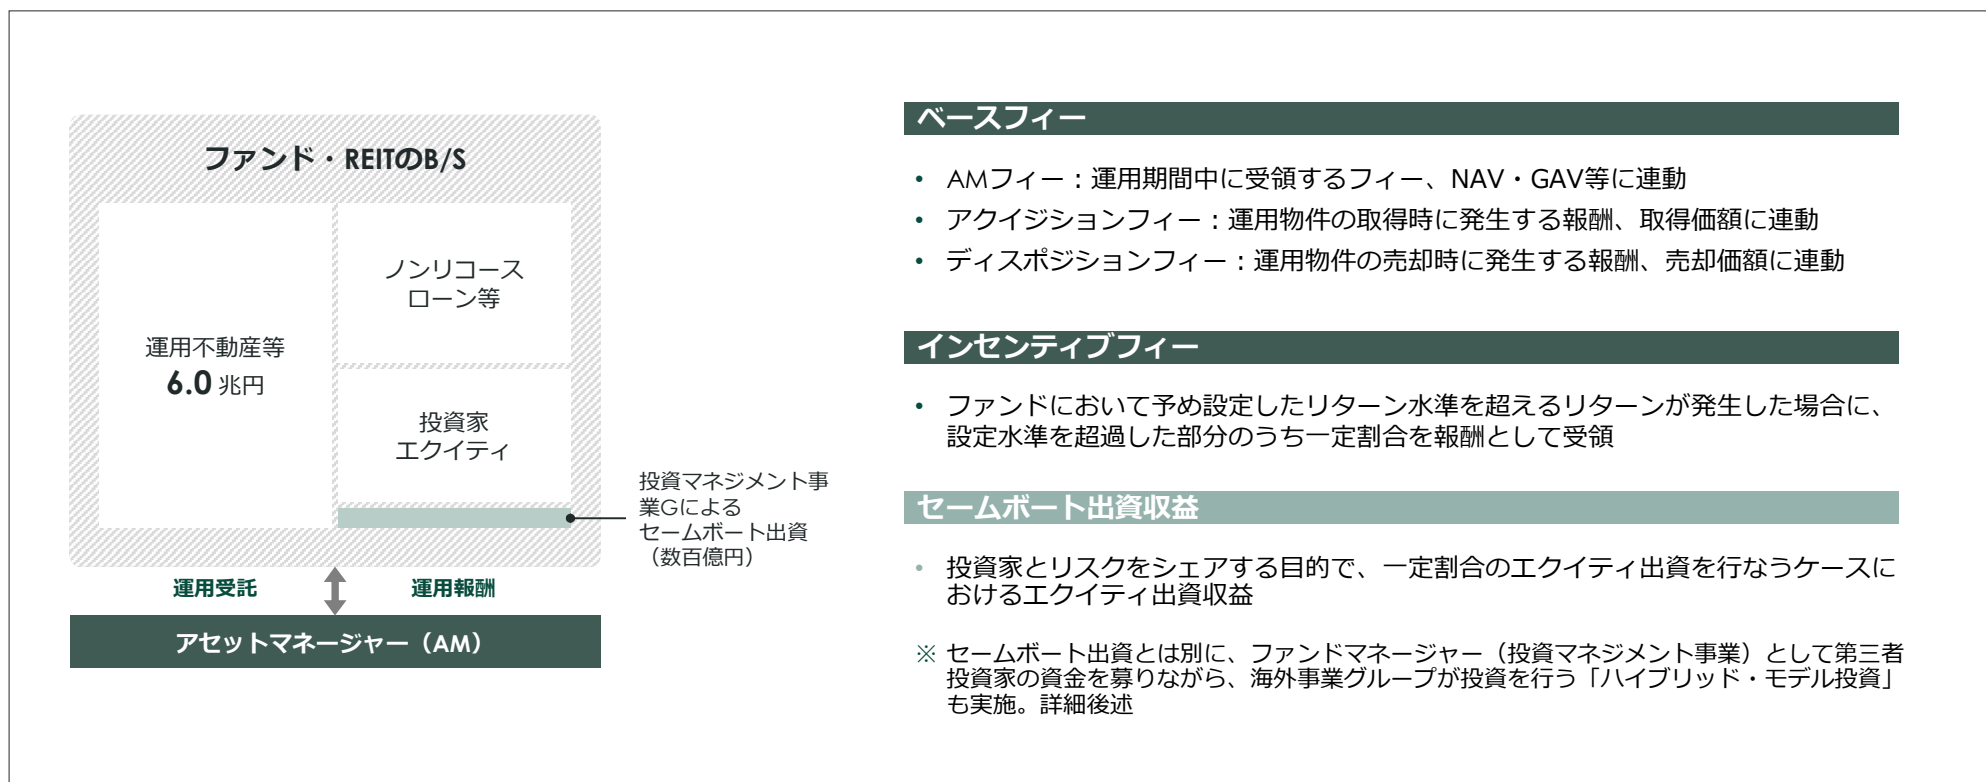 ファンド・REITのB/S
運用不動産等
6.0 兆円
ノンリコース
ローン等
投資家
エクイティ
投資マネジメント事
業Gによる
セームボート出資
（数百億円）
運用受託
運用報酬
アセットマネージャー（AM）
ベースフィー
• AMフィー：運用期間中に受領するフィー、NAV・GAV等に連動
• アクイジションフィー：運用物件の取得時に発生する報酬、取得価額に連動
• ディスポジションフィー：運用物件の売却時に発生する報酬、売却価額に連動
インセンティブフィー
• ファンドにおいて予め設定したリターン水準を超えるリターンが発生した場合に、
設定水準を超過した部分のうち一定割合を報酬として受領
セームボート出資収益
• 投資家とリスクをシェアする目的で、一定割合のエクイティ出資を行なうケースに
おけるエクイティ出資収益
※ セームボート出資とは別に、ファンドマネージャー（投資マネジメント事業）として第三者
投資家の資金を募りながら、海外事業グループが投資を行う「ハイブリッド・モデル投資」
も実施。詳細後述